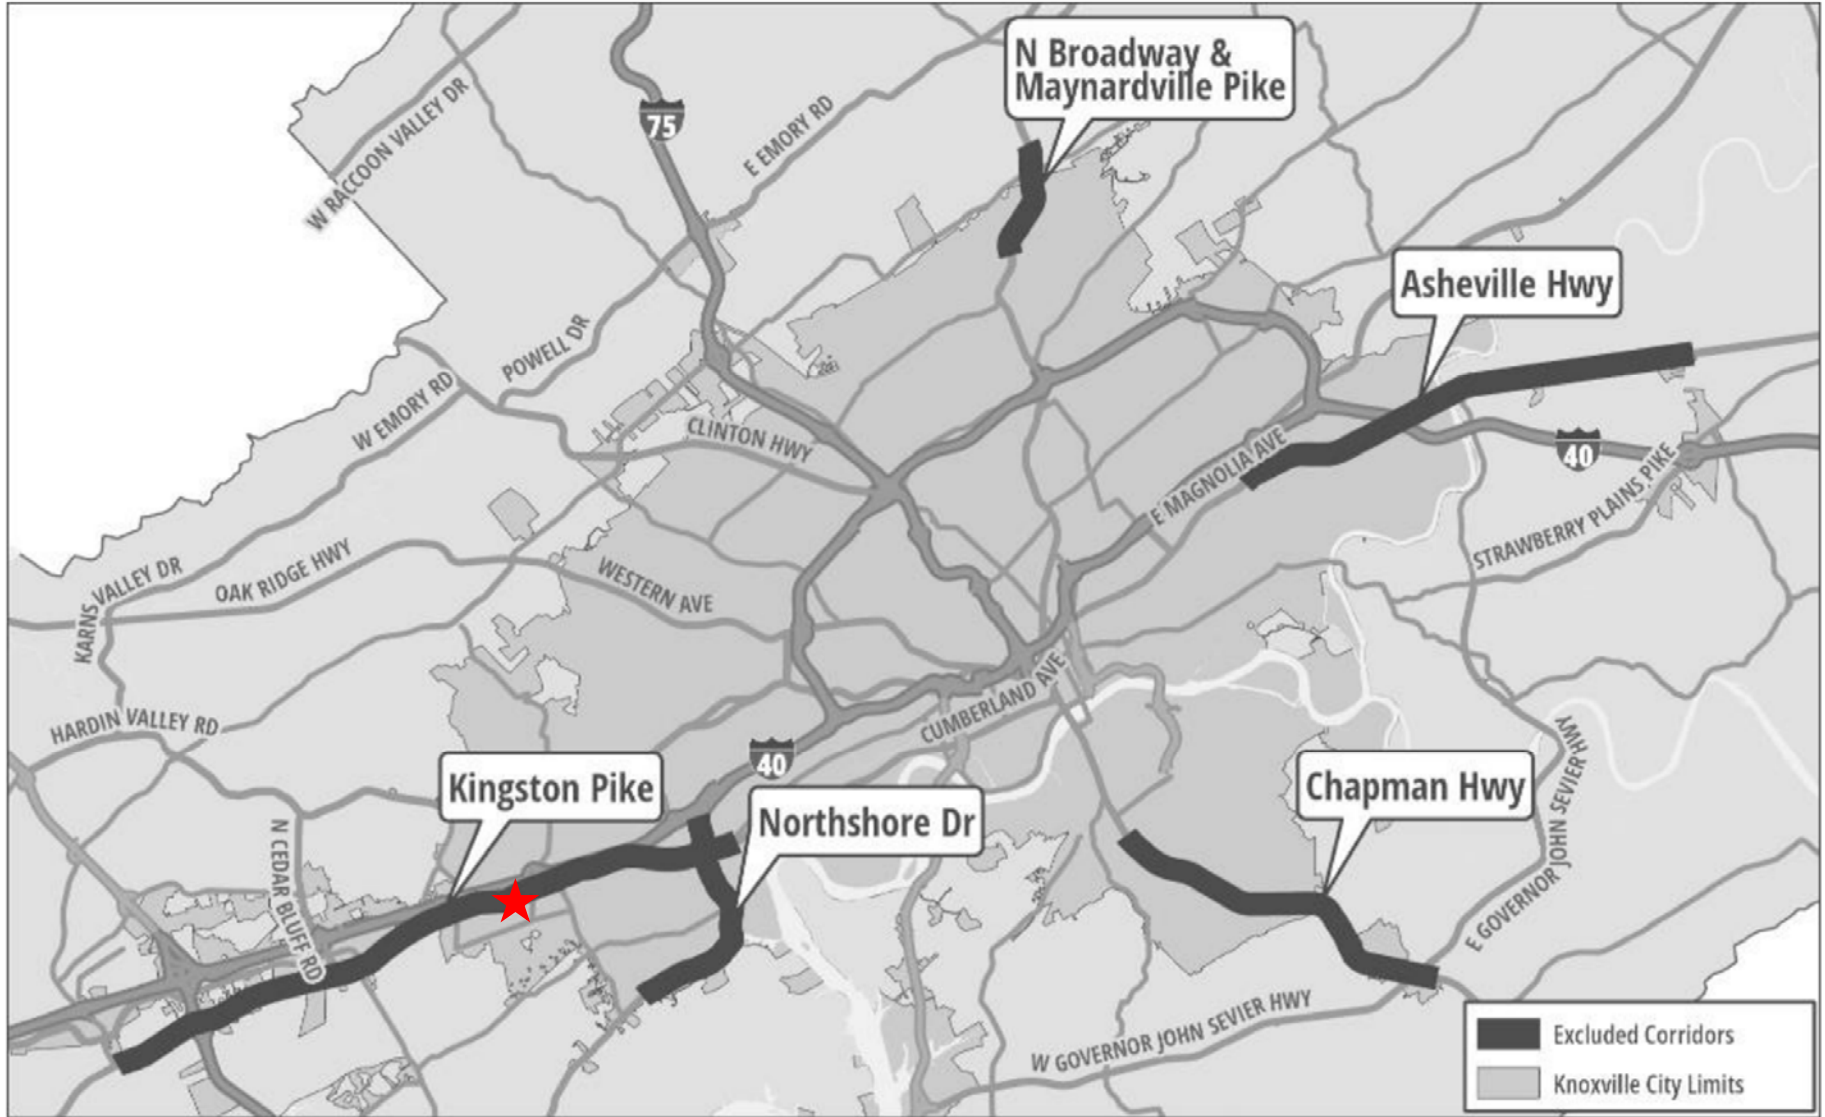 N Broadway &
Maynardville Pike
75
W RACCOON VALLEY DR
E EMORY RD
Asheville Hwy
POWELL DR
W EMORY RD
CLINTON HWY
E MAGNOLIA AVE
40
STRAWBERRY PLAINS PIKE
KARNS VALLEY DR
OAK RIDGE HWY
WESTERN AVE
HARDIN VALLEY RD
CUMBERLAND AVE
40
Kingston Pike
Northshore Dr
Chapman Hwy
N CEDAR BLUFF RD
E GOVERNOR JOHN SEVIER HWY
W GOVERNOR JOHN SEVIER HWY
Excluded Corridors
Knoxville City Limits